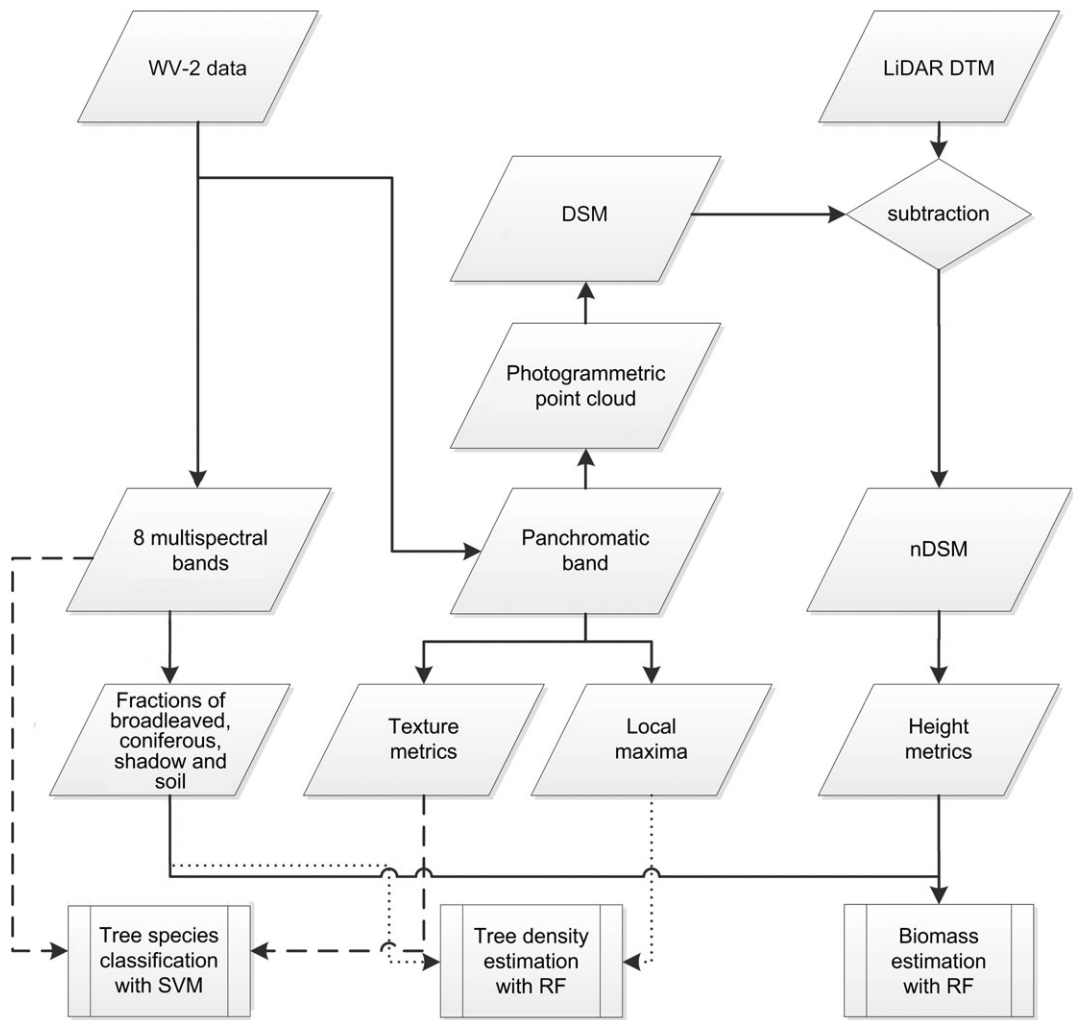 WV-2 data
LiDAR DTM
DSM
subtraction
Photogrammetric
point cloud
8 multispectral
bands
Panchromatic
band
nDSM
Fractions of
broadleaved,
coniferous,
shadow and
soil
Texture
metrics
Local
maxima
Height
metrics
Tree species
classification
with SVM
Tree density
estimation
with RF
Biomass
estimation
with RF